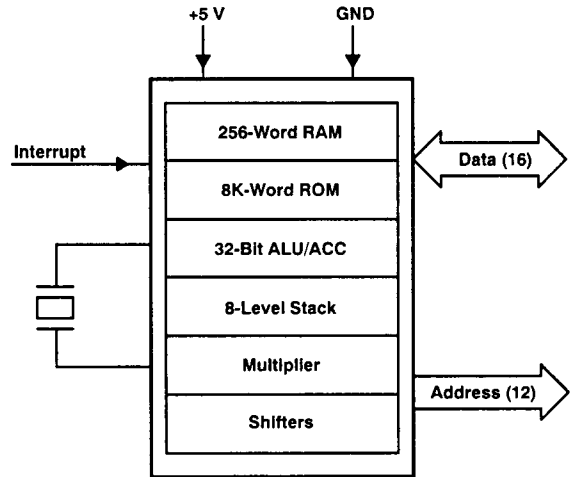 +5 V
GND
Interrupt
256-Word RAM
8K-Word ROM
32-Bit ALU/ACC
8-Level Stack
Multiplier
Shifters
Data (16)
Address (12)